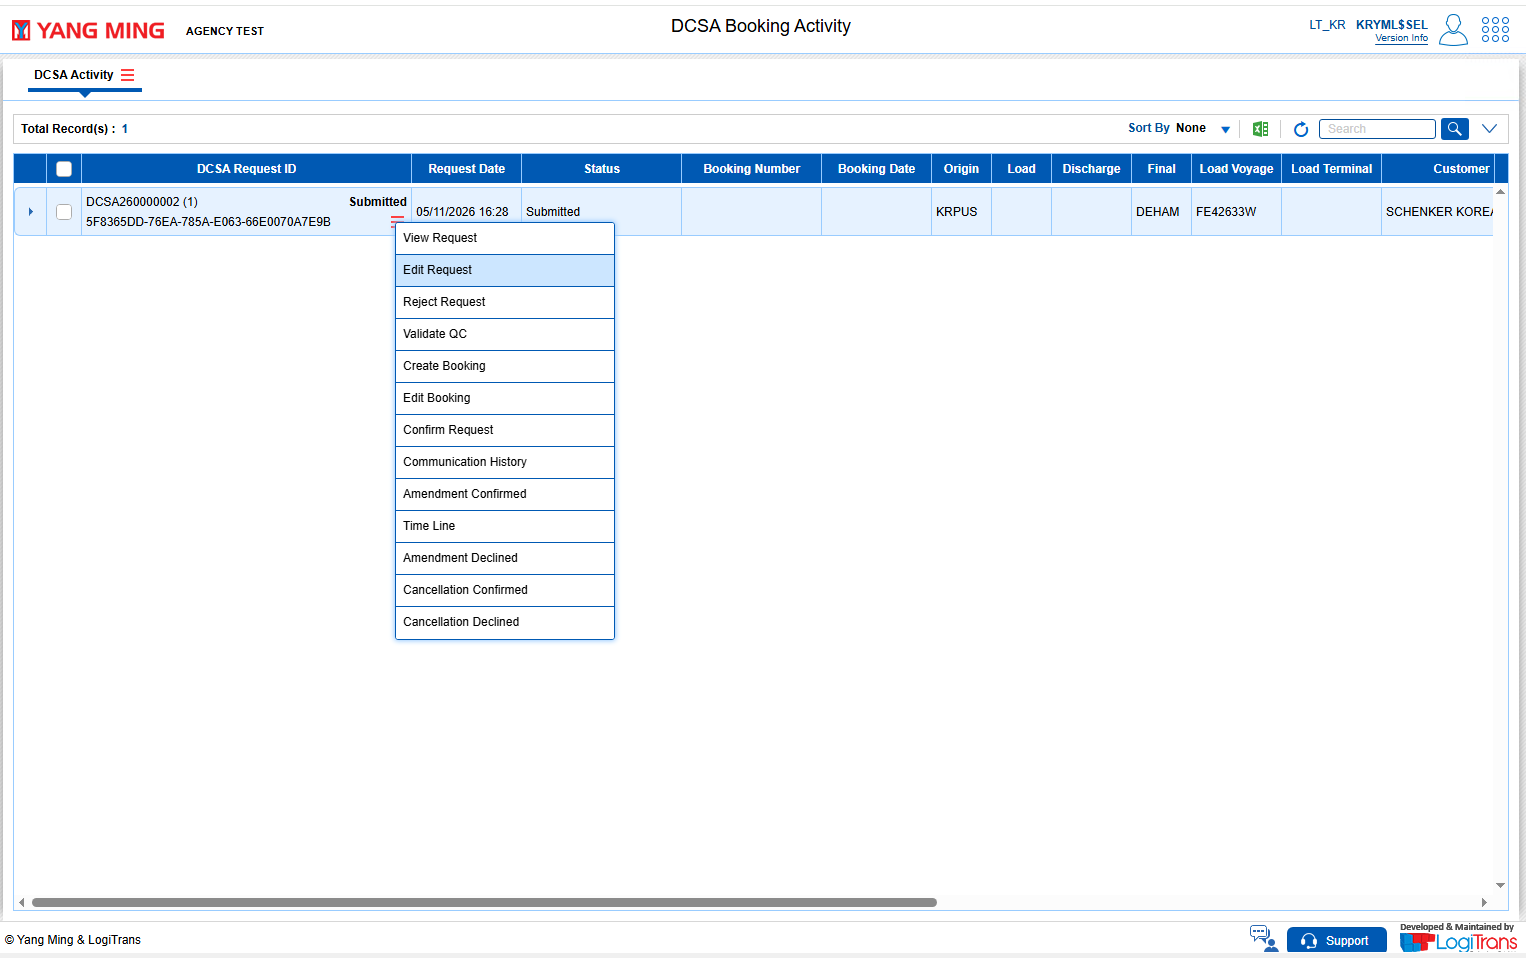 YANG MING
AGENCY TEST
DCSA Booking Activity
LT_KR KRYML$SEL
Version Info
DCSA Activity
Total Record(s) : 1
Sort By None
Search
DCSA Request ID Request Date Status Booking Number Booking Date Origin Load Discharge Final Load Voyage Load Terminal Customer
DCSA260000002 (1) Submitted
5F8365DD-76EA-785A-E063-66E0070A7E9B
05/11/2026 16:28 Submitted KRPUS DEHAM FE42633W SCHENKER KOREA
View Request
Edit Request
Reject Request
Validate QC
Create Booking
Edit Booking
Confirm Request
Communication History
Amendment Confirmed
Time Line
Amendment Declined
Cancellation Confirmed
Cancellation Declined
© Yang Ming & LogiTrans
Support
Developed & Maintained by
LogiTrans